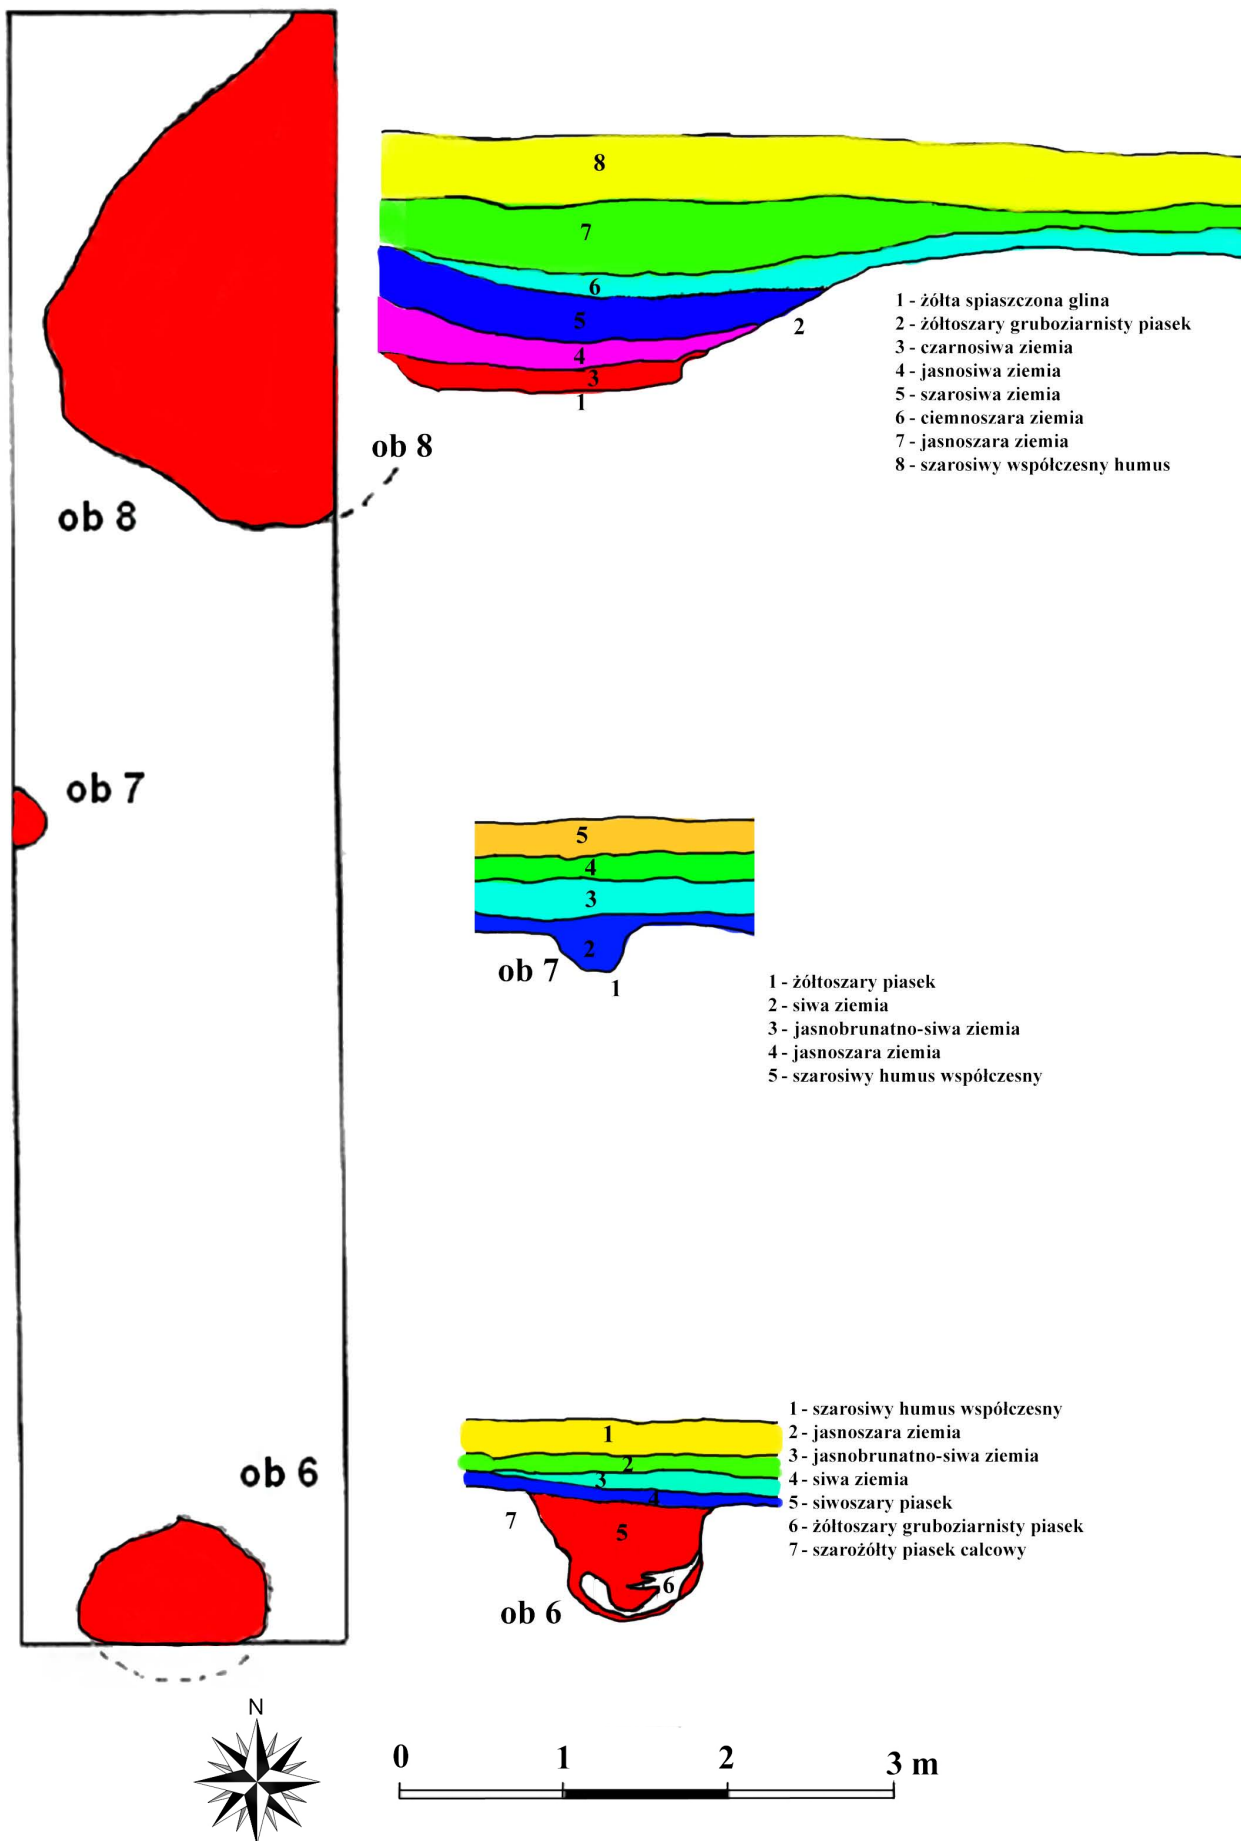 8
7
6
5
2
4
3
1
1 - żółta spiaszczona glina
2 - żółtoszary gruboziarnisty piasek
3 - czarnosiwa ziemia
4 - jasnosiwa ziemia
5 - szarosiwa ziemia
6 - ciemnoszara ziemia
7 - jasnoszara ziemia
8 - szarosiwy współczesny humus
ob 8
ob 8
ob 7
5
4
3
2
ob 7
1
1 - żółtoszary piasek
2 - siwa ziemia
3 - jasnobrunatno-siwa ziemia
4 - jasnoszara ziemia
5 - szarosiwy humus współczesny
ob 6
1
2
3
4
7
5
6
ob 6
1 - szarosiwy humus współczesny
2 - jasnoszara ziemia
3 - jasnobrunatno-siwa ziemia
4 - siwa ziemia
5 - siwoszary piasek
6 - żółtoszary gruboziarnisty piasek
7 - szarożółty piasek calcowy
N
0 1 2 3 m